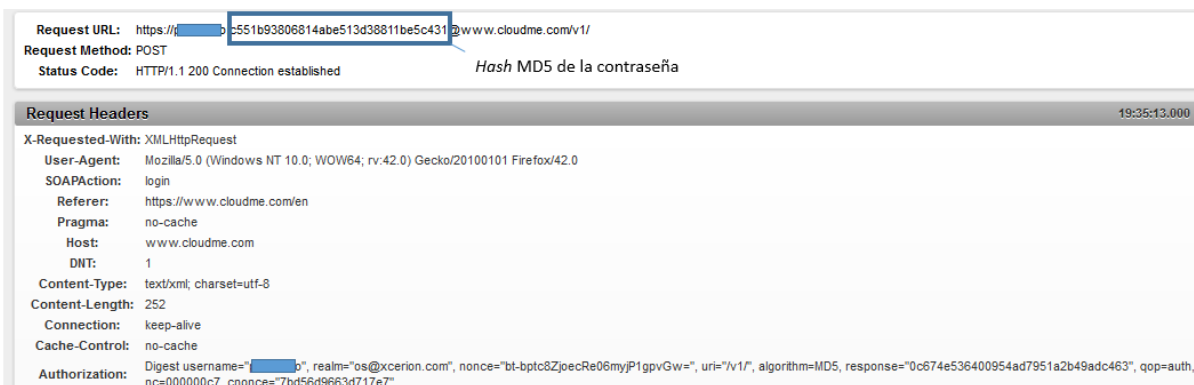 Request URL: https://p b c551b93806814abe513d38811be5c431@www.cloudme.com/v1/
Request Method: POST
Status Code: HTTP/1.1 200 Connection established
Hash MD5 de la contraseña
Request Headers 19:35:13.000
X-Requested-With: XMLHttpRequest
User-Agent: Mozilla/5.0 (Windows NT 10.0; WOW64; rv:42.0) Gecko/20100101 Firefox/42.0
SOAPAction: login
Referer: https://www.cloudme.com/en
Pragma: no-cache
Host: www.cloudme.com
DNT: 1
Content-Type: text/xml; charset=utf-8
Content-Length: 252
Connection: keep-alive
Cache-Control: no-cache
Authorization: Digest username="p o", realm="os@xcerion.com", nonce="bt-bptc8ZjoecRe06myjP1gpvGw=", uri="/v1/", algorithm=MD5, response="0c674e536400954ad7951a2b49adc463", qop=auth,
nc=000000c7, cnonce="7bd56d9663d717e7"